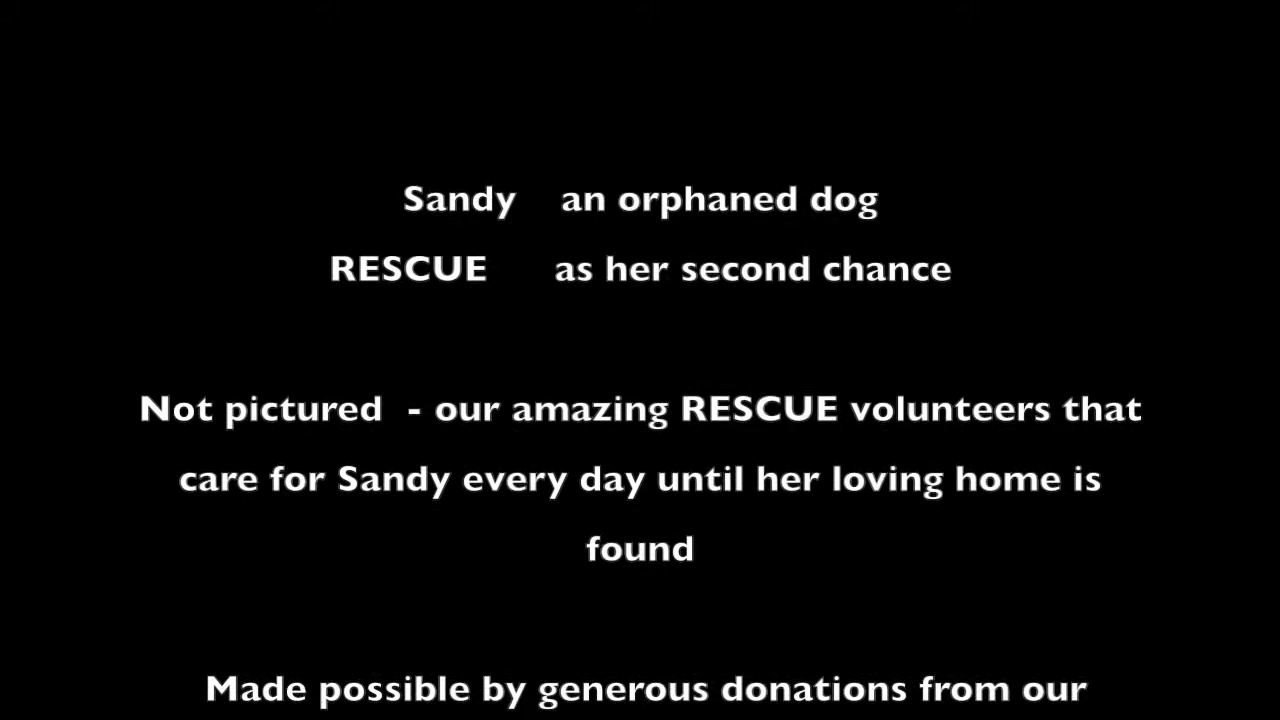 Sandy an orphaned dog
RESCUE as her second chance
Not pictured - our amazing RESCUE volunteers that
care for Sandy every day until her loving home is
found
Made possible by generous donations from our